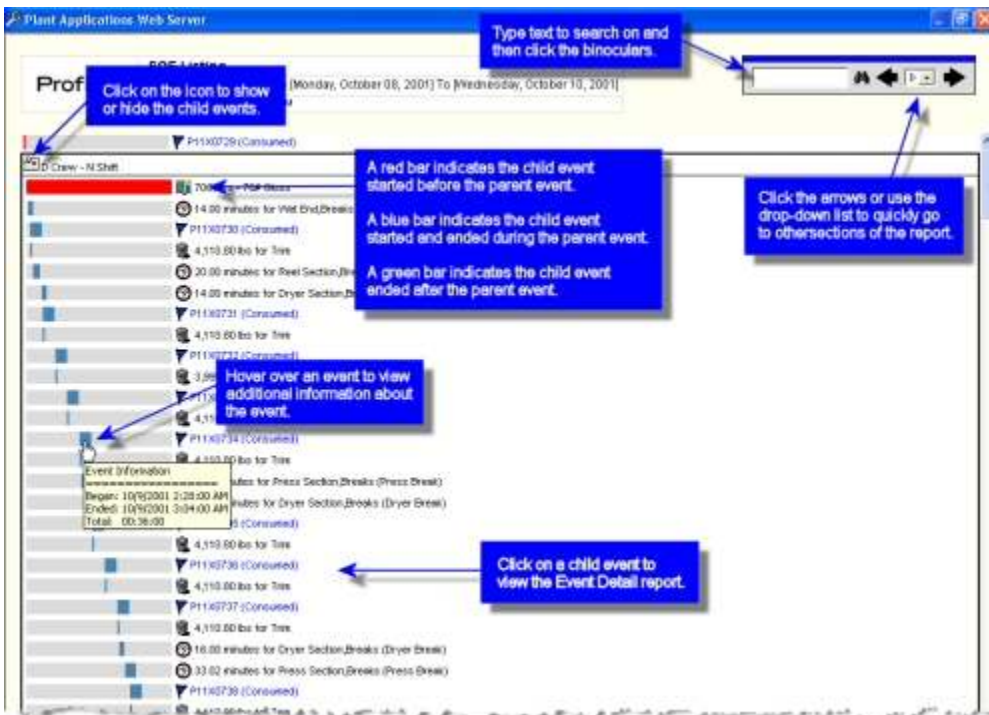 Plant Applications Web Server
Type text to search on and
then click the binoculars.
Listing
Prof
[Monday, October 08, 2001] To [Wednesday, October 10, 2001]
Click on the icon to show
or hide the child events.
P11X0729 (Consumed)
D Crew - N Shift
A red bar indicates the child event
started before the parent event.
A blue bar indicates the child event
started and ended during the parent event.
A green bar indicates the child event
ended after the parent event.
Click the arrows or use the
drop-down list to quickly go
to othersections of the report.
14.00 minutes for Wet End,Breaks
P11X0730 (Consumed)
4,110.80 lbs for Trim
20.00 minutes for Reel Section,
14.00 minutes for Dryer Section,
P11X0731 (Consumed)
4,110.80 lbs for Trim
P11X0732 (Consumed)
Hover over an event to view
additional information about
the event.
P11X0734 (Consumed)
4,110.80 lbs for Trim
Event Information
====================
Began: 10/9/2001 2:28:00 AM
Ended: 10/9/2001 3:04:00 AM
Total: 00:36:00
for Press Section,Breaks (Press Break)
for Dryer Section,Breaks (Dryer Break)
(Consumed)
4,110.80 lbs for Trim
P11X0736 (Consumed)
Click on a child event to
view the Event Detail report.
4,110.80 lbs for Trim
P11X0737 (Consumed)
4,110.80 lbs for Trim
16.00 minutes for Dryer Section,Breaks (Dryer Break)
33.02 minutes for Press Section,Breaks (Press Break)
P11X0738 (Consumed)